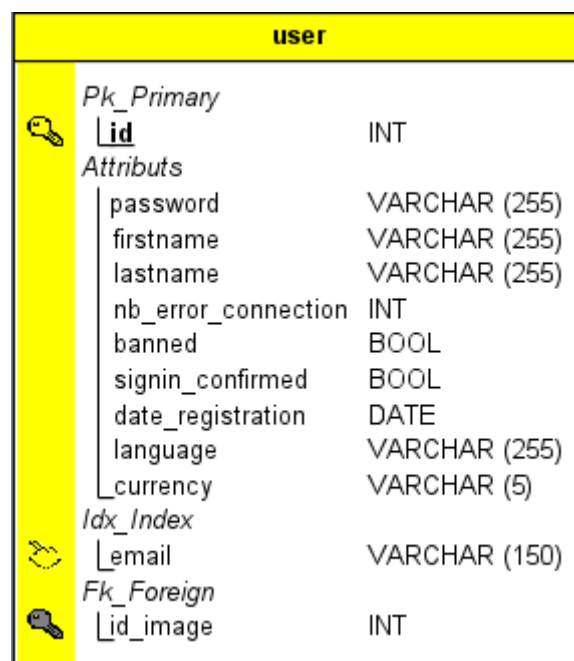 user
Pk_Primary
id INT
Attributs
password VARCHAR (255)
firstname VARCHAR (255)
lastname VARCHAR (255)
nb_error_connection INT
banned BOOL
signin_confirmed BOOL
date_registration DATE
language VARCHAR (255)
currency VARCHAR (5)
Idx_Index
email VARCHAR (150)
Fk_Foreign
id_image INT